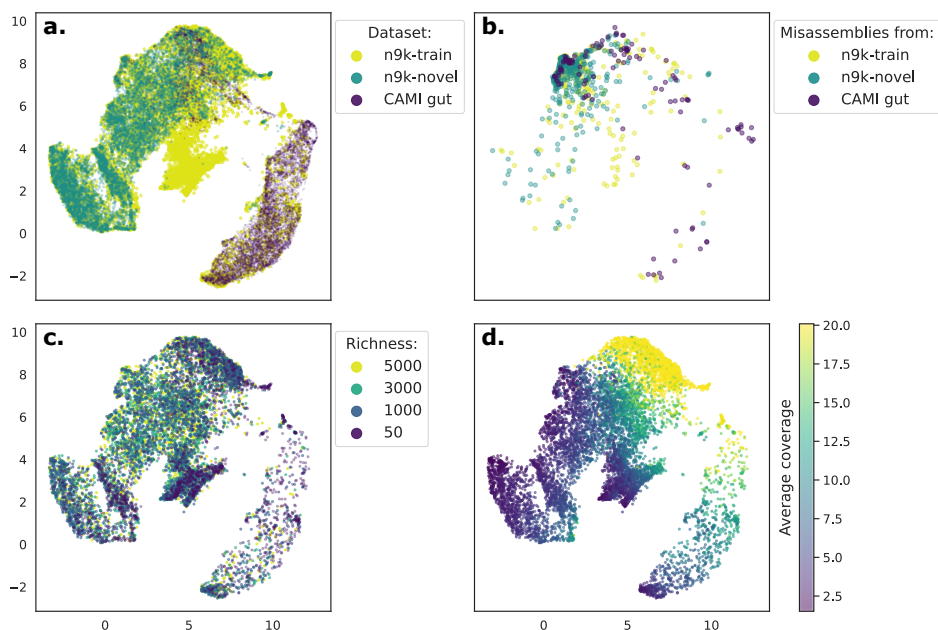 a.
Dataset:
n9k-train
n9k-novel
CAMI gut
10
8
6
4
2
0
−2
b.
Misassemblies from:
n9k-train
n9k-novel
CAMI gut
c.
Richness:
5000
3000
1000
50
10
8
6
4
2
0
−2
0
5
10
d.
0
5
10
20.0
17.5
15.0
12.5
10.0
7.5
5.0
2.5
Average coverage